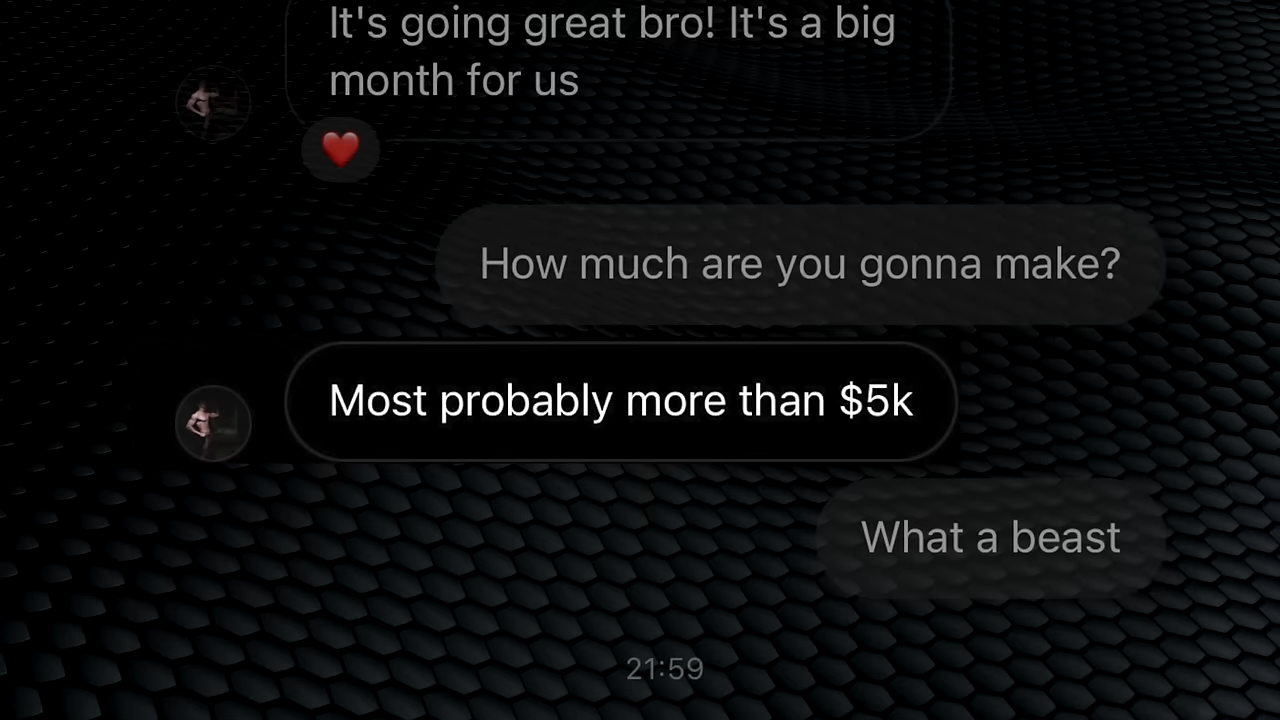 It's going great bro! It's a big
month for us
How much are you gonna make?
Most probably more than $5k
What a beast
21:59